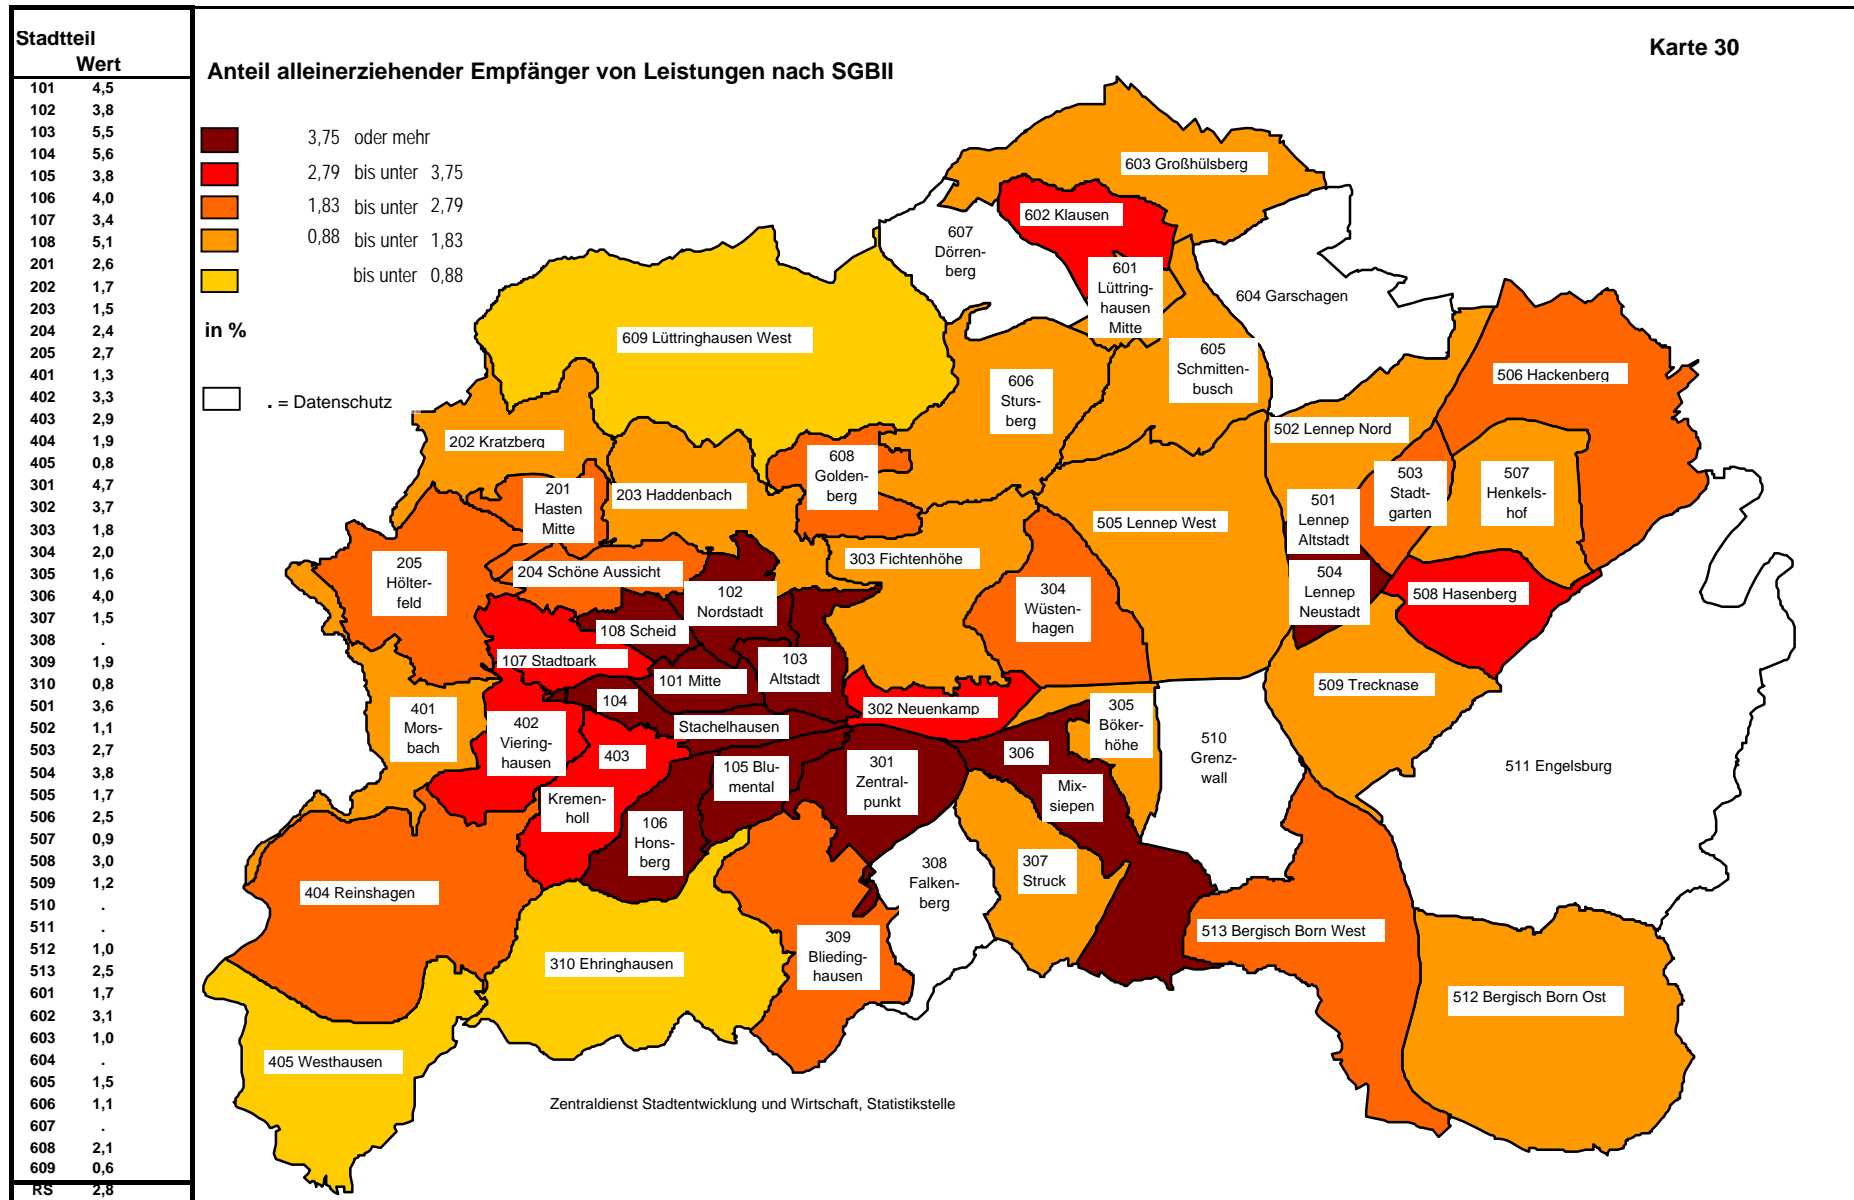 Stadtteil
Wert
101 4,5
102 3,8
103 5,5
104 5,6
105 3,8
106 4,0
107 3,4
108 5,1
201 2,6
202 1,7
203 1,5
204 2,4
205 2,7
401 1,3
402 3,3
403 2,9
404 1,9
405 0,8
301 4,7
302 3,7
303 1,8
304 2,0
305 1,6
306 4,0
307 1,5
308 .
309 1,9
310 0,8
501 3,6
502 1,1
503 2,7
504 3,8
505 1,7
506 2,5
507 0,9
508 3,0
509 1,2
510 .
511 .
512 1,0
513 2,5
601 1,7
602 3,1
603 1,0
604 .
605 1,5
606 1,1
607 .
608 2,1
609 0,6
RS 2,8
Karte 30
Anteil alleinerziehender Empfänger von Leistungen nach SGBII
3,75 oder mehr
2,79 bis unter 3,75
1,83 bis unter 2,79
0,88 bis unter 1,83
bis unter 0,88
in %
. = Datenschutz
603 Großhülsberg
602 Klausen
607
Dörren-
berg
601
Lüttring-
hausen
Mitte
604 Garschagen
609 Lüttringhausen West
605
Schmitten-
busch
606
Sturs-
berg
506 Hackenberg
502 Lennep Nord
202 Kratzberg
608
Golden-
berg
503
Stadt-
garten
507
Henkels-
hof
201
Hasten
Mitte
203 Haddenbach
501
Lennep
Altstadt
505 Lennep West
303 Fichtenhöhe
205
Hölter-
feld
204 Schöne Aussicht
102
Nordstadt
304
Wüsten-
hagen
504
Lennep
Neustadt
508 Hasenberg
108 Scheid
107 Stadtpark
103
Altstadt
101 Mitte
509 Trecknase
104
Stachelhausen
302 Neuenkamp
305
Böker-
höhe
401
Mors-
bach
402
Viering-
hausen
403
Kremen-
holl
105 Blu-
mental
301
Zentral-
punkt
306
Mix-
siepen
510
Grenz-
wall
511 Engelsburg
106
Hons-
berg
308
Falken-
berg
307
Struck
404 Reinshagen
309
Blieding-
hausen
513 Bergisch Born West
310 Ehringhausen
512 Bergisch Born Ost
405 Westhausen
Zentraldienst Stadtentwicklung und Wirtschaft, Statistikstelle